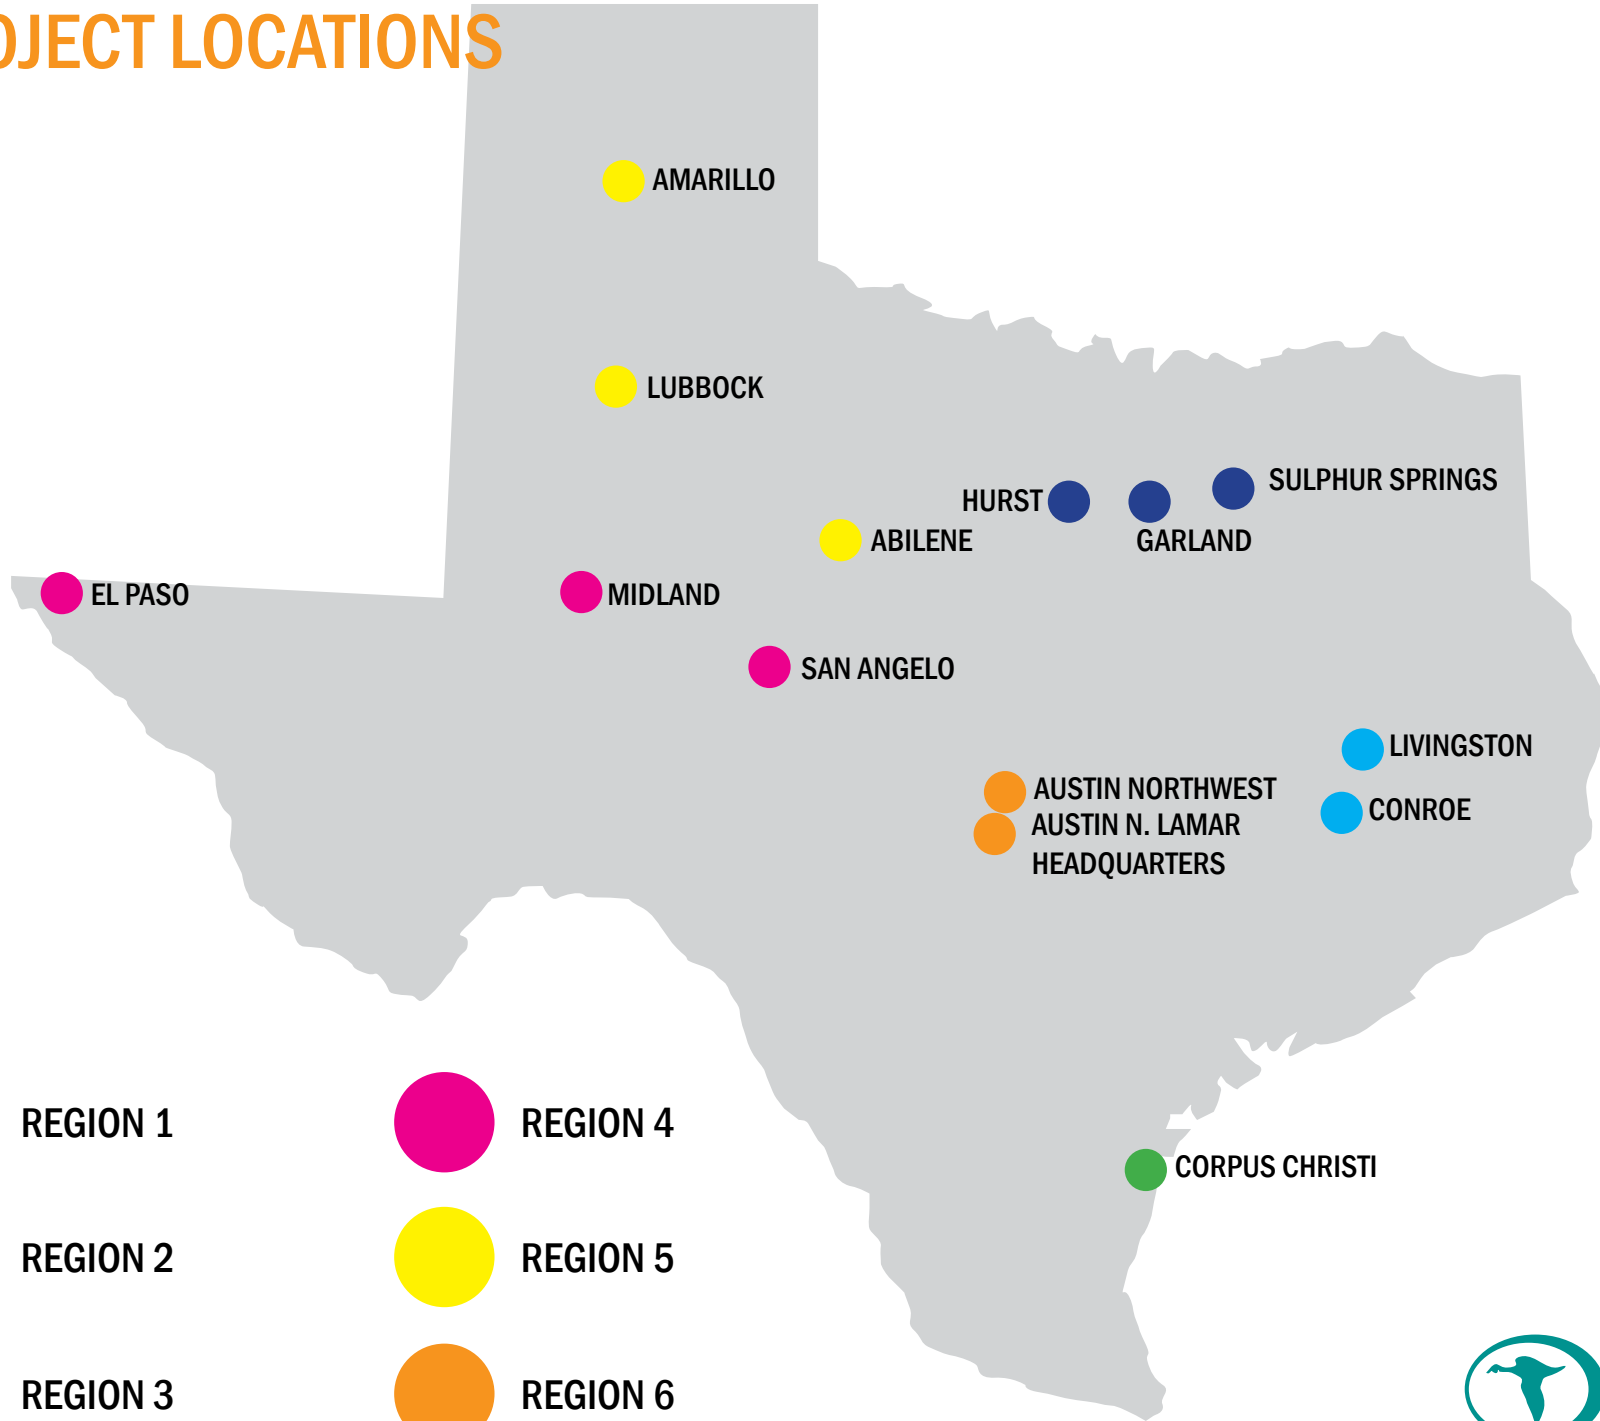 OJECT LOCATIONS
AMARILLO
LUBBOCK
SULPHUR SPRINGS
HURST
GARLAND
ABILENE
EL PASO
MIDLAND
SAN ANGELO
LIVINGSTON
AUSTIN NORTHWEST
CONROE
AUSTIN N. LAMAR
HEADQUARTERS
CORPUS CHRISTI
REGION 1
REGION 4
REGION 2
REGION 5
REGION 3
REGION 6